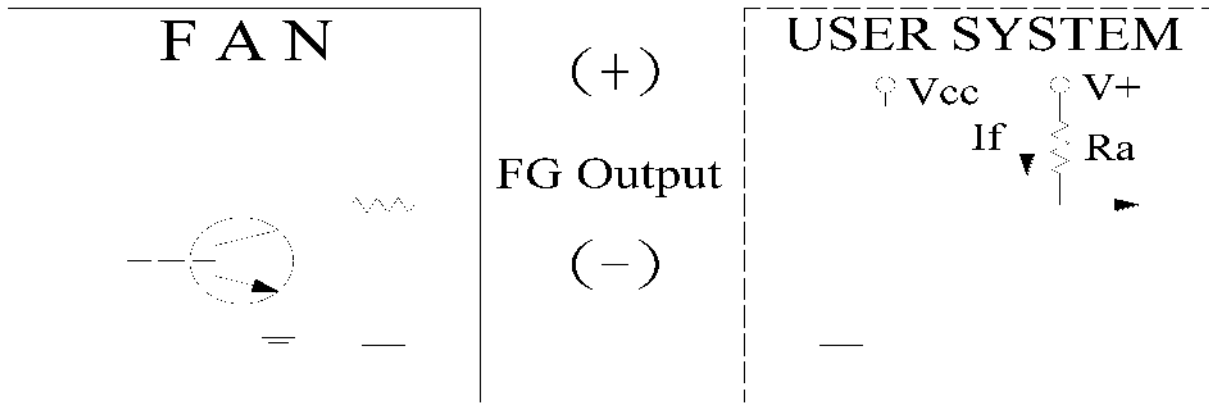 F A N
(+)
FG Output
(-)
USER SYSTEM
Vcc
V+
If
Ra